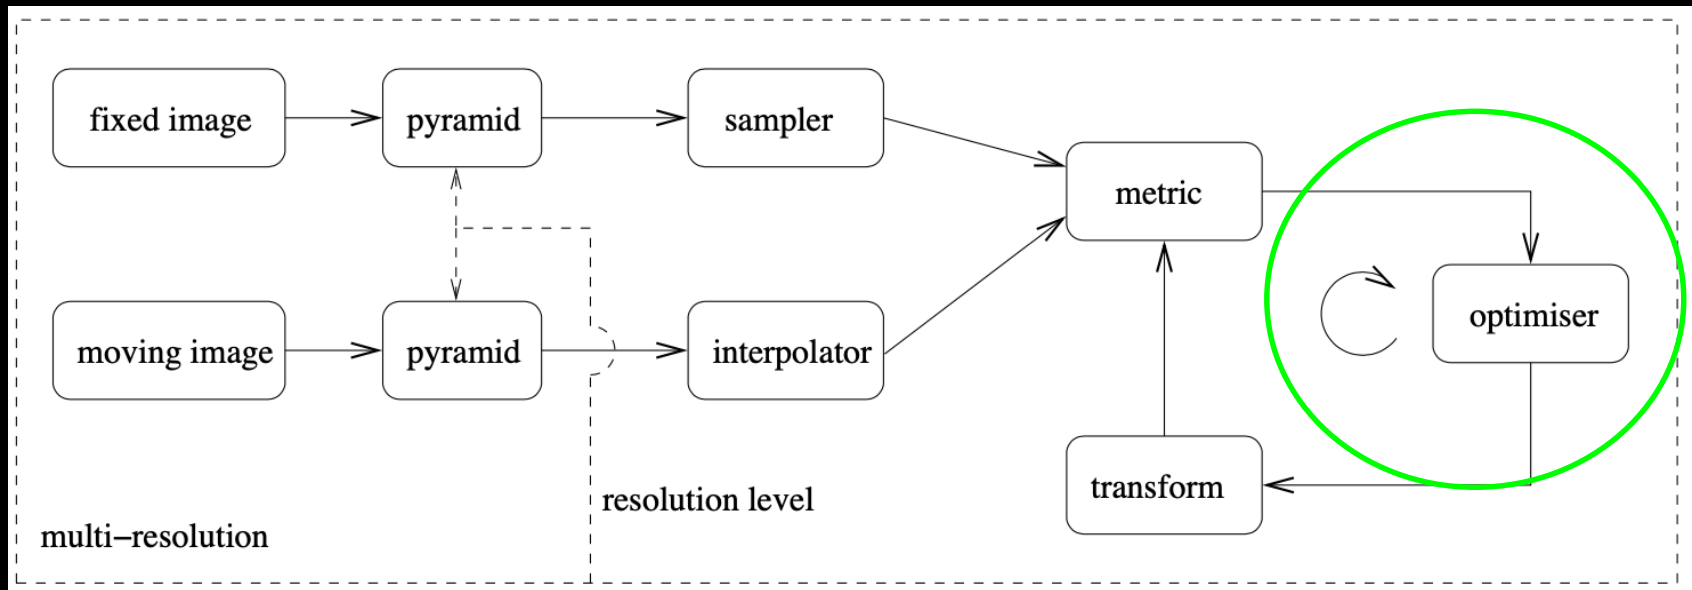 fixed image
pyramid
sampler
metric
optimiser
moving image
pyramid
interpolator
transform
resolution level
multi−resolution